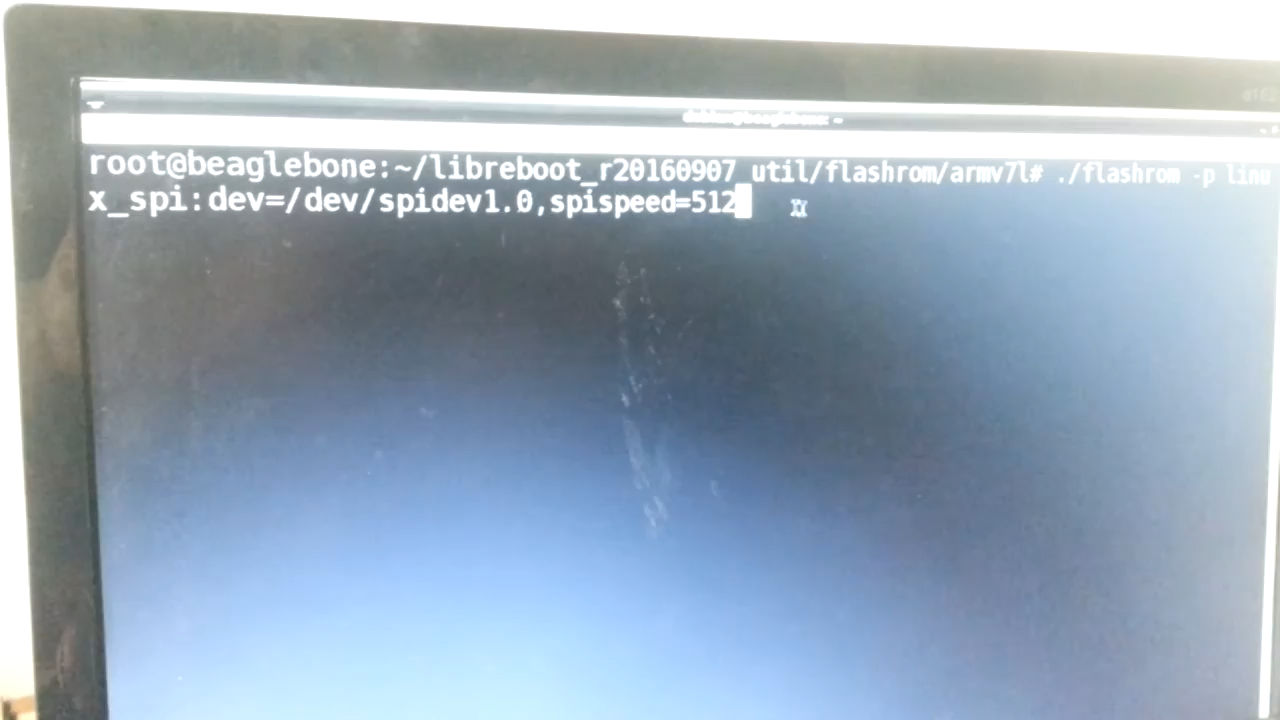 root@beaglebone:~/libreboot_r20160907_util/flashrom/armv7l# ./flashrom -p linu
x_spi:dev=/dev/spidev1.0,spispeed=512